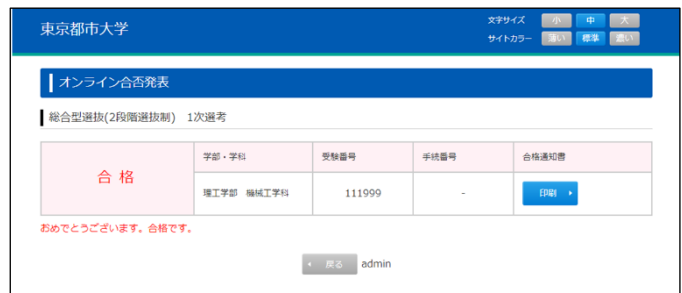 東京都市大学
文字サイズ 小 中 大
サイトカラー 薄い 標準 濃い
オンライン合否発表
総合型選抜(2段階選抜制) 1次選考
合格
学部・学科 受験番号 手続番号 合格通知書
理工学部 機械工学科 111999 - 印刷
おめでとうございます。合格です。
戻る admin